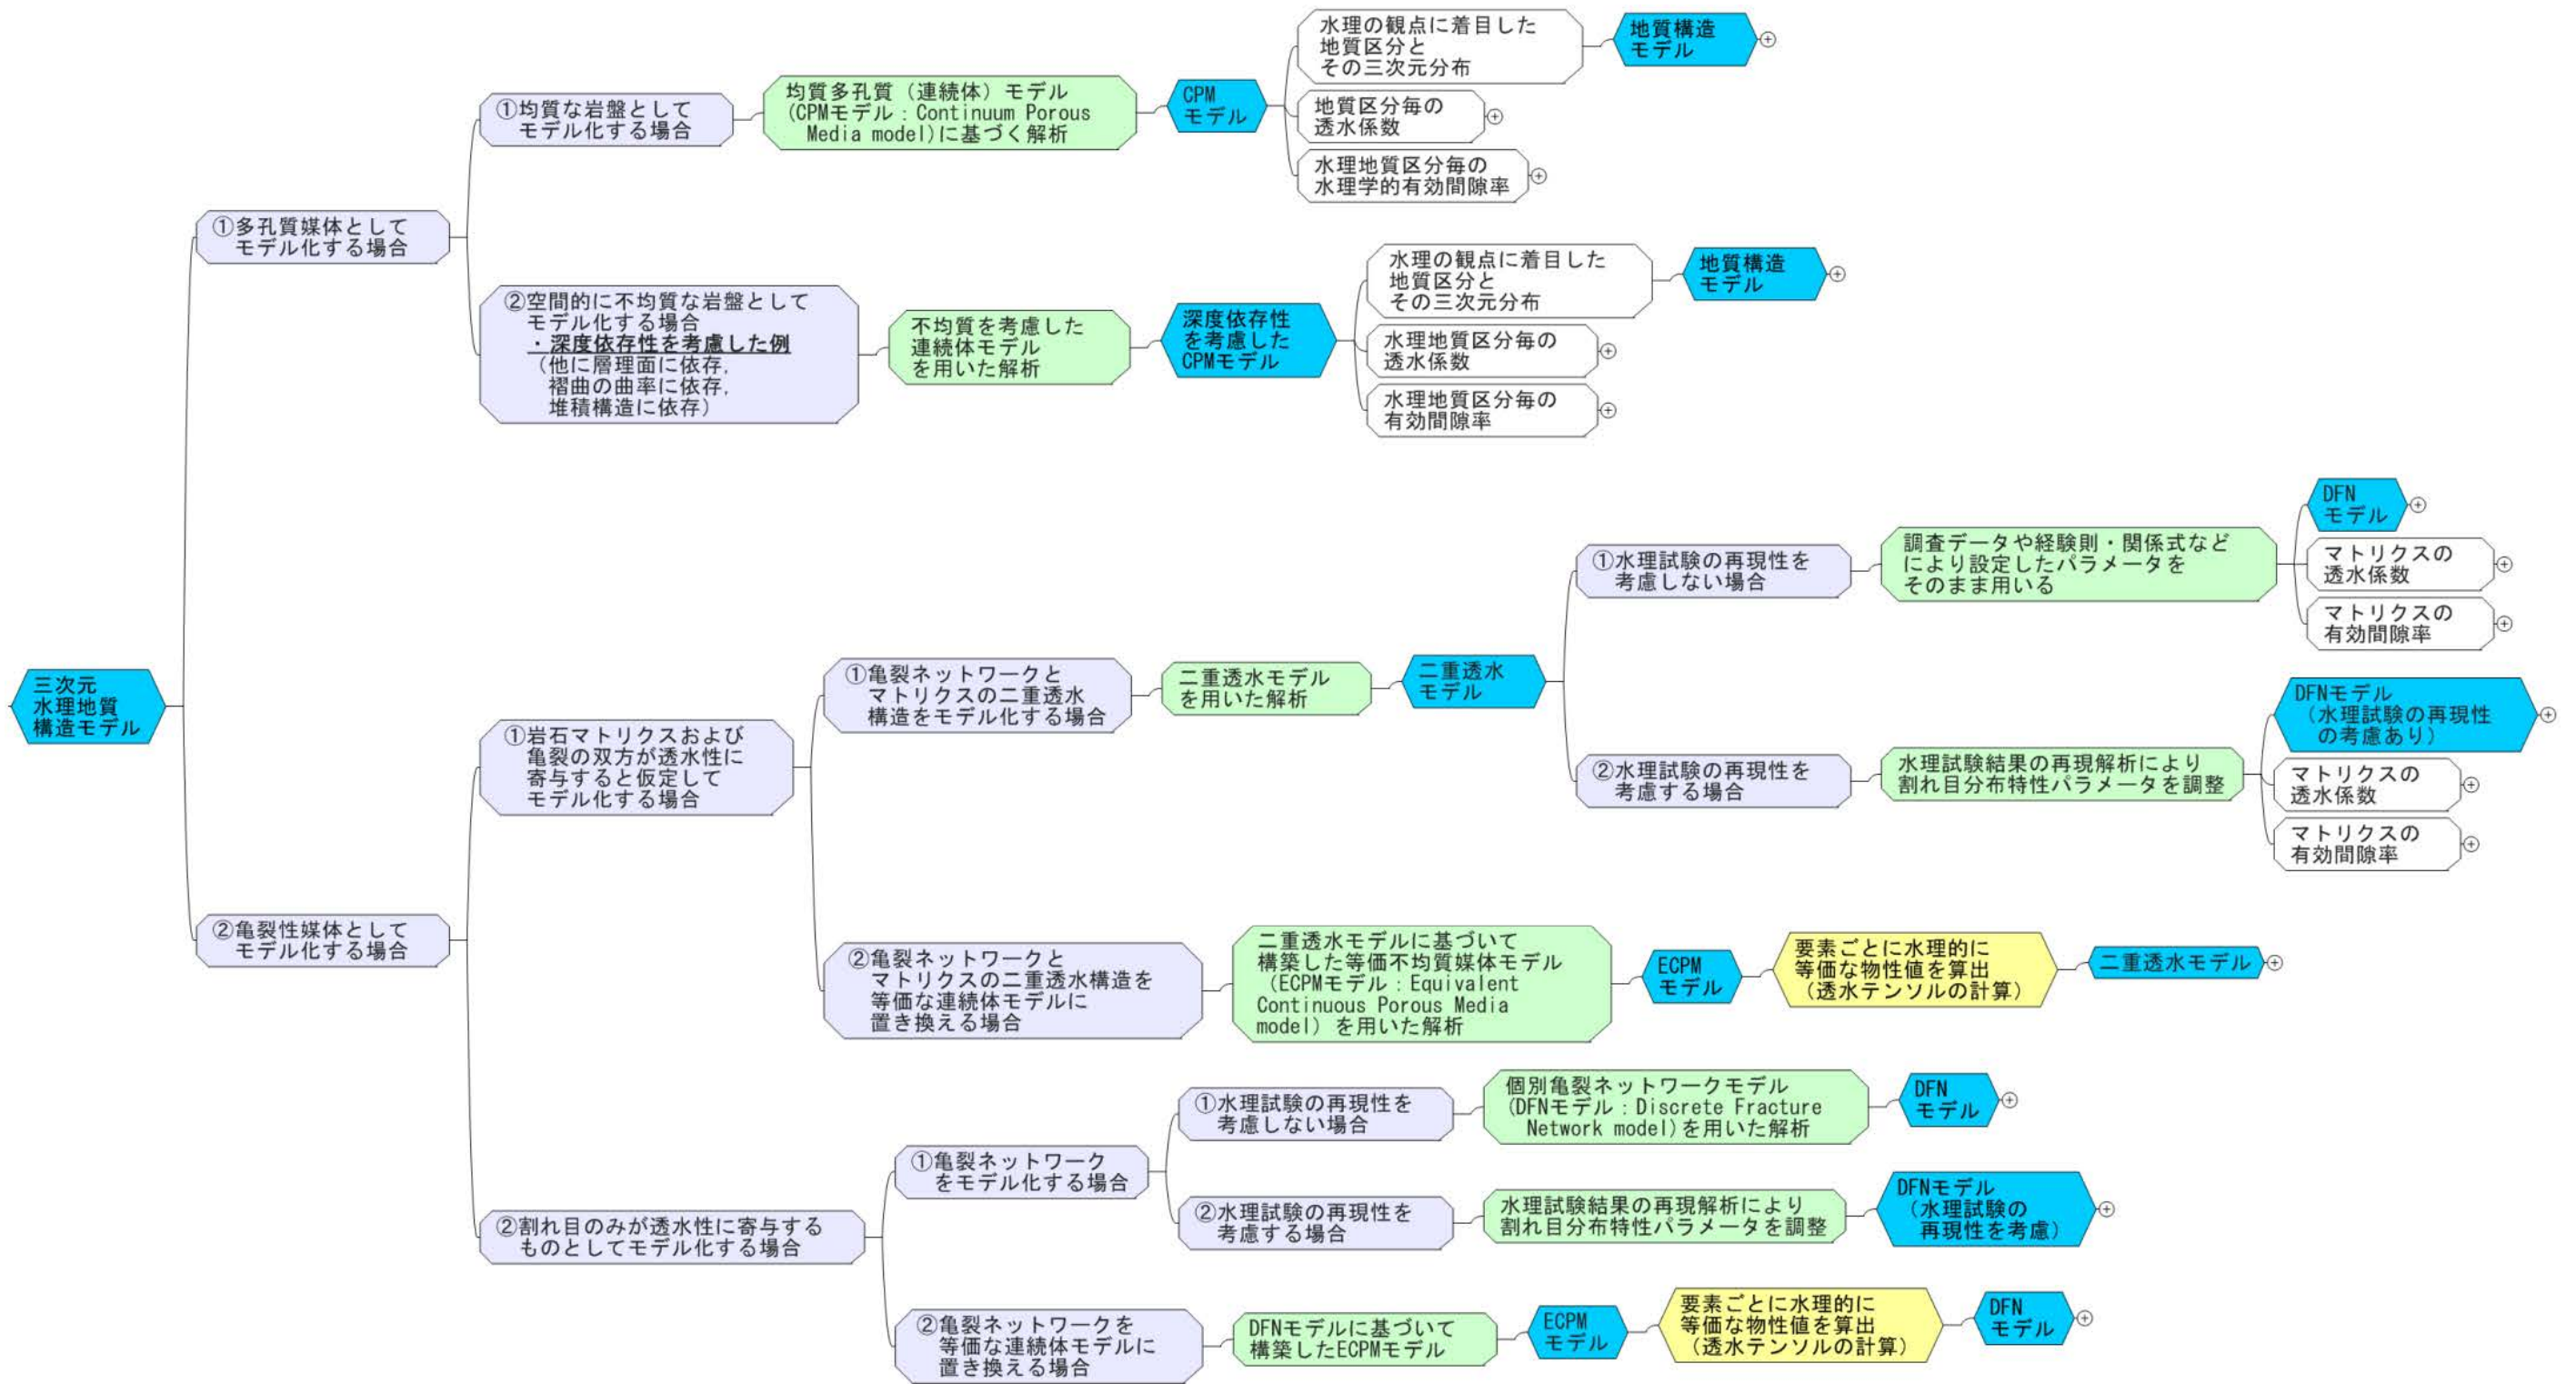 三次元
水理地質
構造モデル
①多孔質媒体として
モデル化する場合
①均質な岩盤として
モデル化する場合
均質多孔質（連続体）モデル
(CPMモデル：Continuum Porous
Media model)に基づく解析
CPM
モデル
水理の観点に着目した
地質区分と
その三次元分布
地質構造
モデル
地質区分毎の
透水係数
水理地質区分毎の
水理学的有効間隙率
②空間的に不均質な岩盤として
モデル化する場合
・深度依存性を考慮した例
（他に層理面に依存,
褶曲の曲率に依存,
堆積構造に依存）
不均質を考慮した
連続体モデル
を用いた解析
深度依存性
を考慮した
CPMモデル
水理の観点に着目した
地質区分と
その三次元分布
地質構造
モデル
水理地質区分毎の
透水係数
水理地質区分毎の
有効間隙率
②亀裂性媒体として
モデル化する場合
①岩石マトリクスおよび
亀裂の双方が透水性に
寄与すると仮定して
モデル化する場合
①亀裂ネットワークと
マトリクスの二重透水
構造をモデル化する場合
二重透水モデル
を用いた解析
二重透水
モデル
①水理試験の再現性を
考慮しない場合
調査データや経験則・関係式など
により設定したパラメータを
そのまま用いる
DFN
モデル
マトリクスの
透水係数
マトリクスの
有効間隙率
②水理試験の再現性を
考慮する場合
水理試験結果の再現解析により
割れ目分布特性パラメータを調整
DFNモデル
（水理試験の再現性
の考慮あり）
マトリクスの
透水係数
マトリクスの
有効間隙率
②亀裂ネットワークと
マトリクスの二重透水構造を
等価な連続体モデルに
置き換える場合
二重透水モデルに基づいて
構築した等価不均質媒体モデル
（ECPMモデル：Equivalent
Continuous Porous Media
model）を用いた解析
ECPM
モデル
要素ごとに水理的に
等価な物性値を算出
（透水テンソルの計算）
二重透水モデル
②割れ目のみが透水性に寄与する
ものとしてモデル化する場合
①亀裂ネットワーク
をモデル化する場合
①水理試験の再現性を
考慮しない場合
個別亀裂ネットワークモデル
(DFNモデル：Discrete Fracture
Network model)を用いた解析
DFN
モデル
②水理試験の再現性を
考慮する場合
水理試験結果の再現解析により
割れ目分布特性パラメータを調整
DFNモデル
（水理試験の
再現性を考慮）
②亀裂ネットワークを
等価な連続体モデルに
置き換える場合
DFNモデルに基づいて
構築したECPMモデル
ECPM
モデル
要素ごとに水理的に
等価な物性値を算出
（透水テンソルの計算）
DFN
モデル